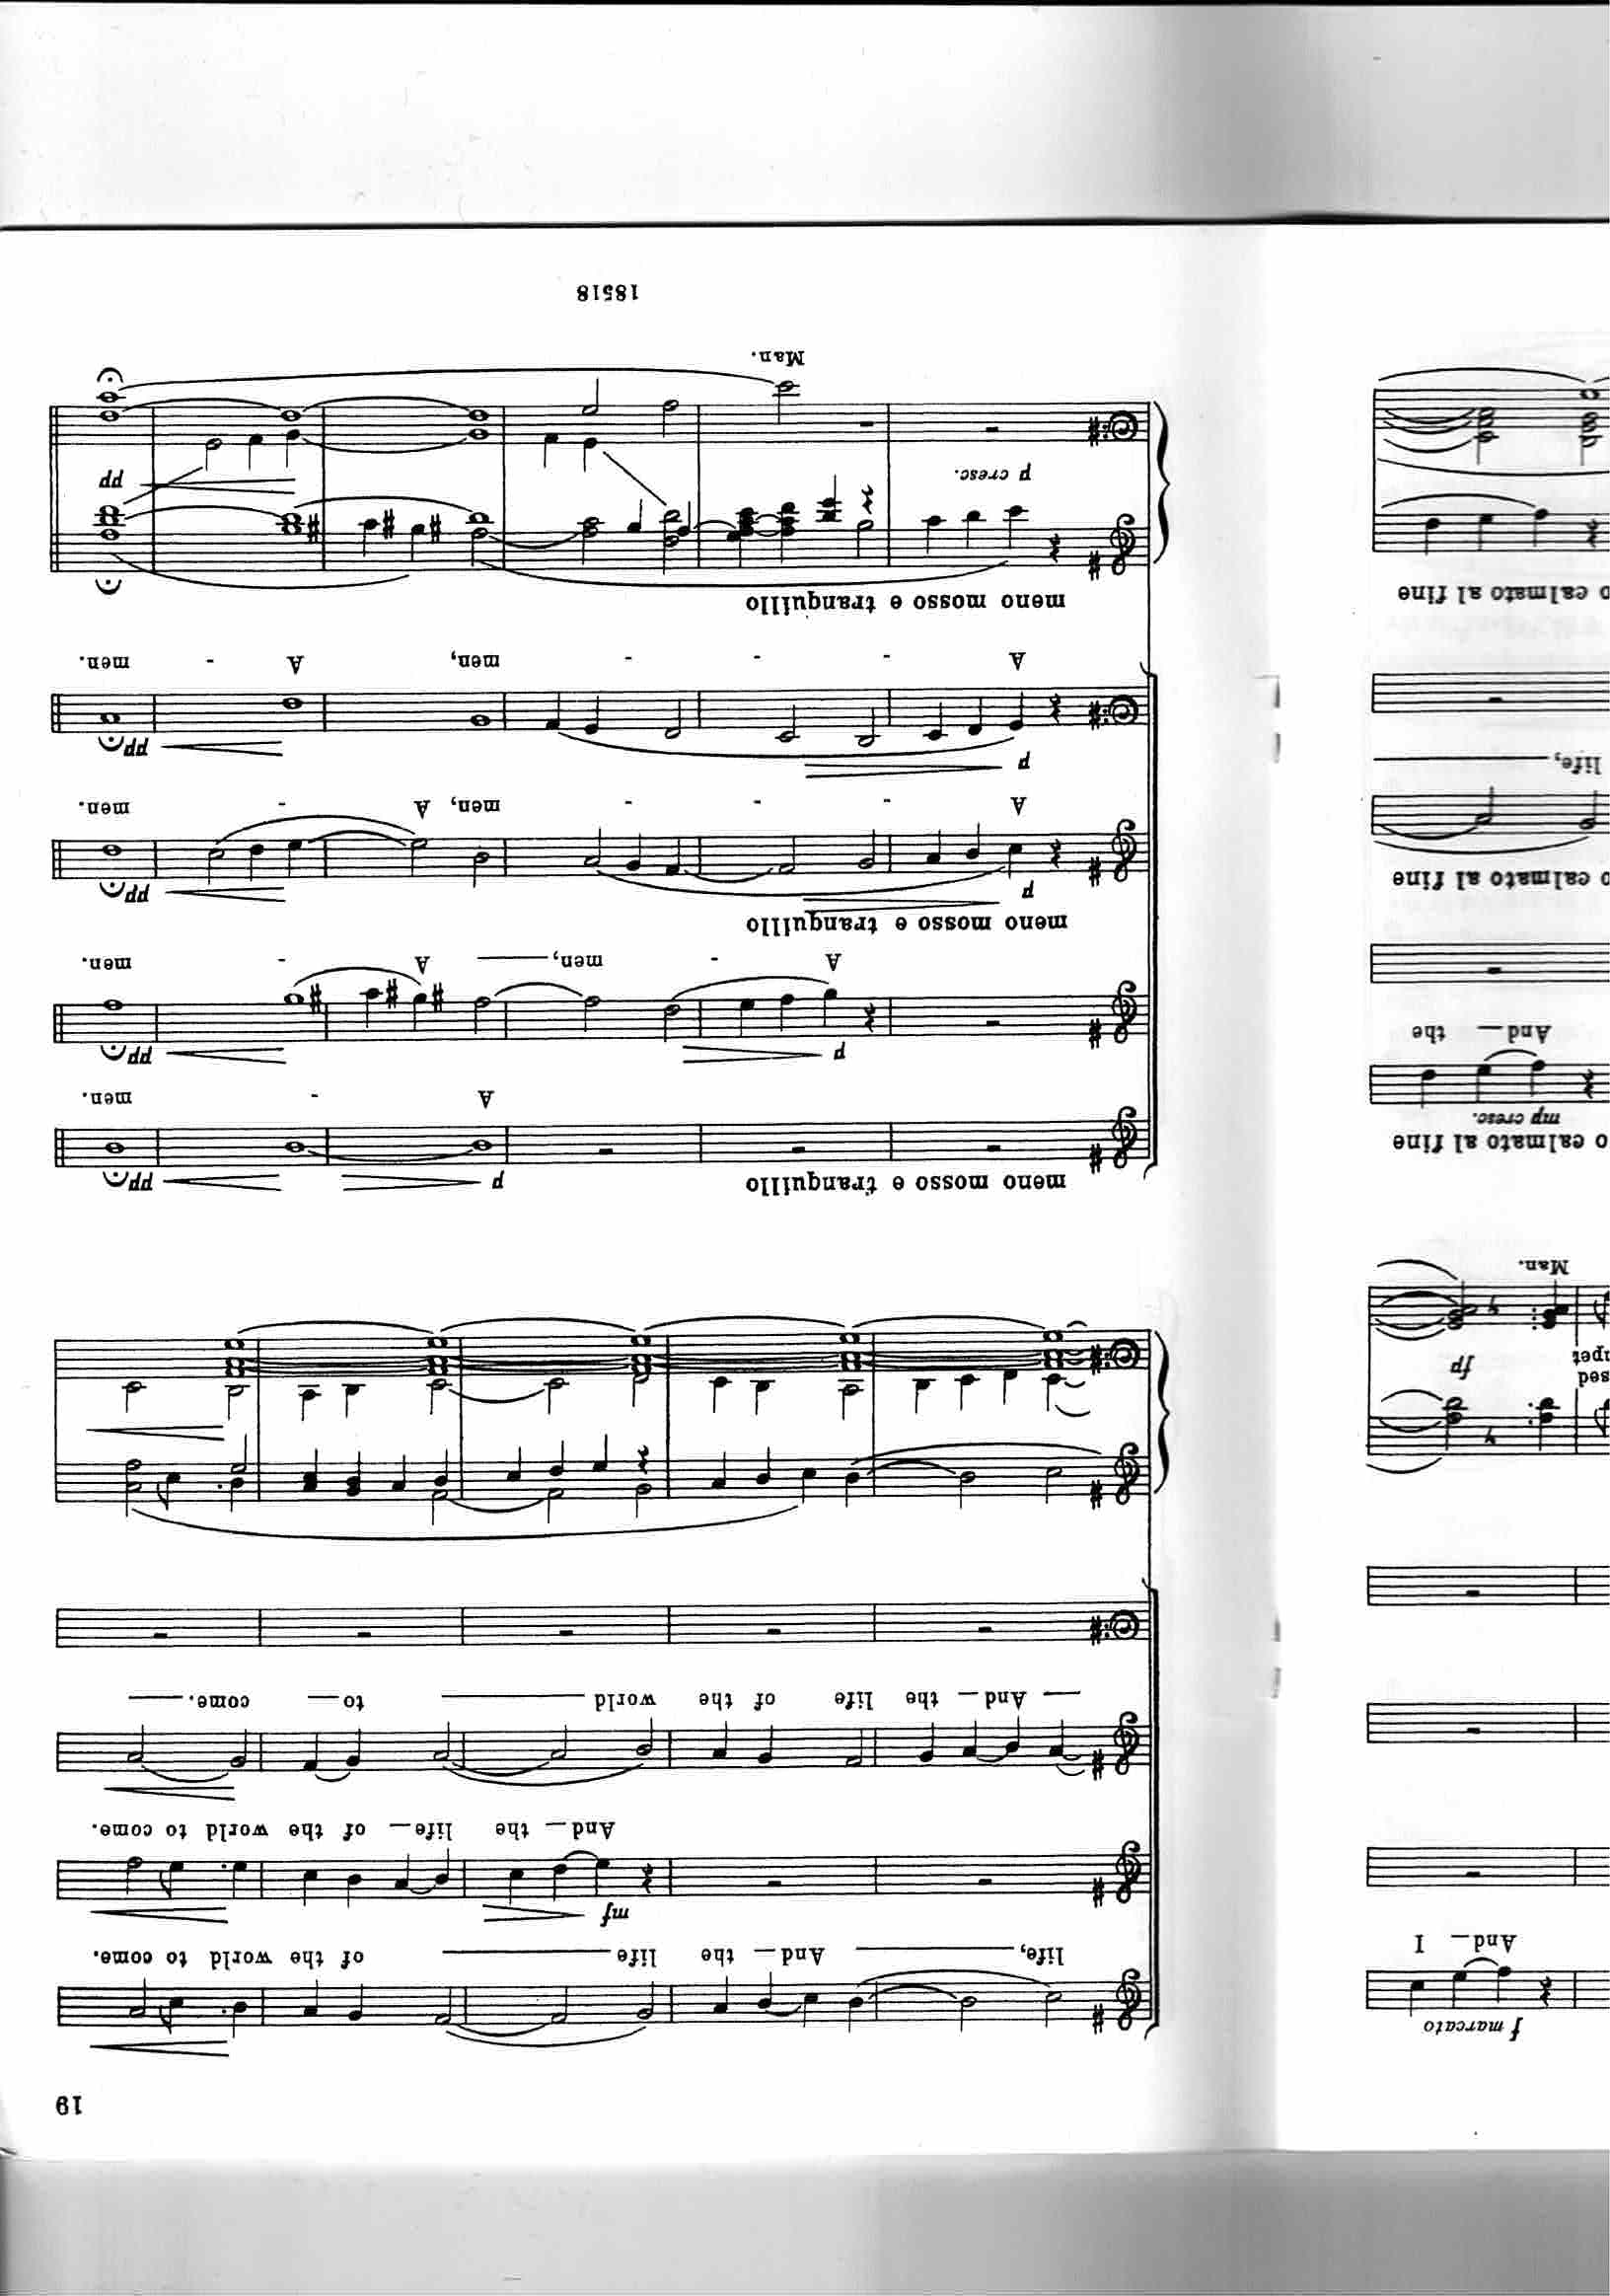 f marcato
And — I
fp
Man.
calmato al fine
mp cresc.
And — the
calmato al fine
life,
calmato al fine
19
life, And — the life of the world to come.
mf
And — the life — of the world to come.
— And — the life of the world to — come.
meno mosso e tranquillo
p pp
A - men.
p pp
A - men, A - men.
meno mosso e tranquillo
p pp
A - - - men, A - men.
p pp
A - - - men, A - men.
meno mosso e tranquillo
p cresc. pp
Man.
18518